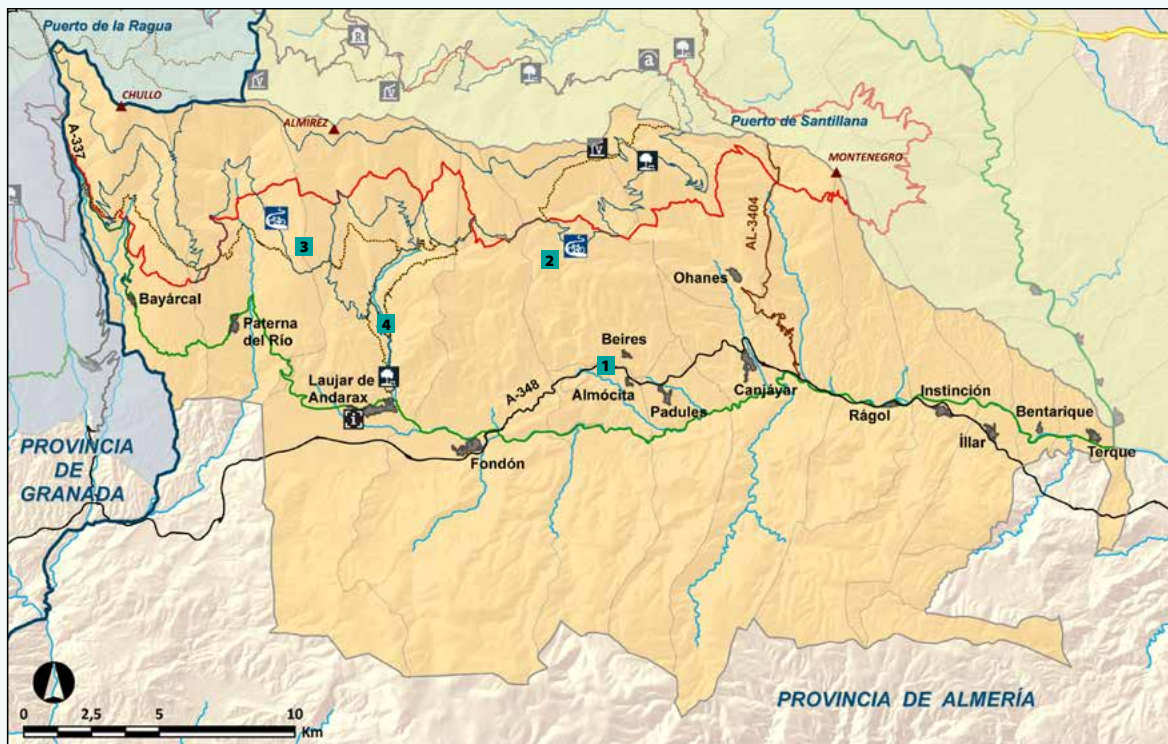 Puerto de la Ragua
R
CHULLO
a
ALMIREZ
Puerto de Santillana
A-337
MONTENEGRO
AL-3404
3
2
Ohanes
Bayárcal
Paterna
del Río
4
Beires
1
Laujar de
Andarax
A-348
Almócita
Canjáyar
Instinción
Padules
Rágol
Bentarique
i
Íllar
Terque
PROVINCIA
DE
GRANADA
Fondón
0 2,5 5 10
Km
PROVINCIA DE ALMERÍA